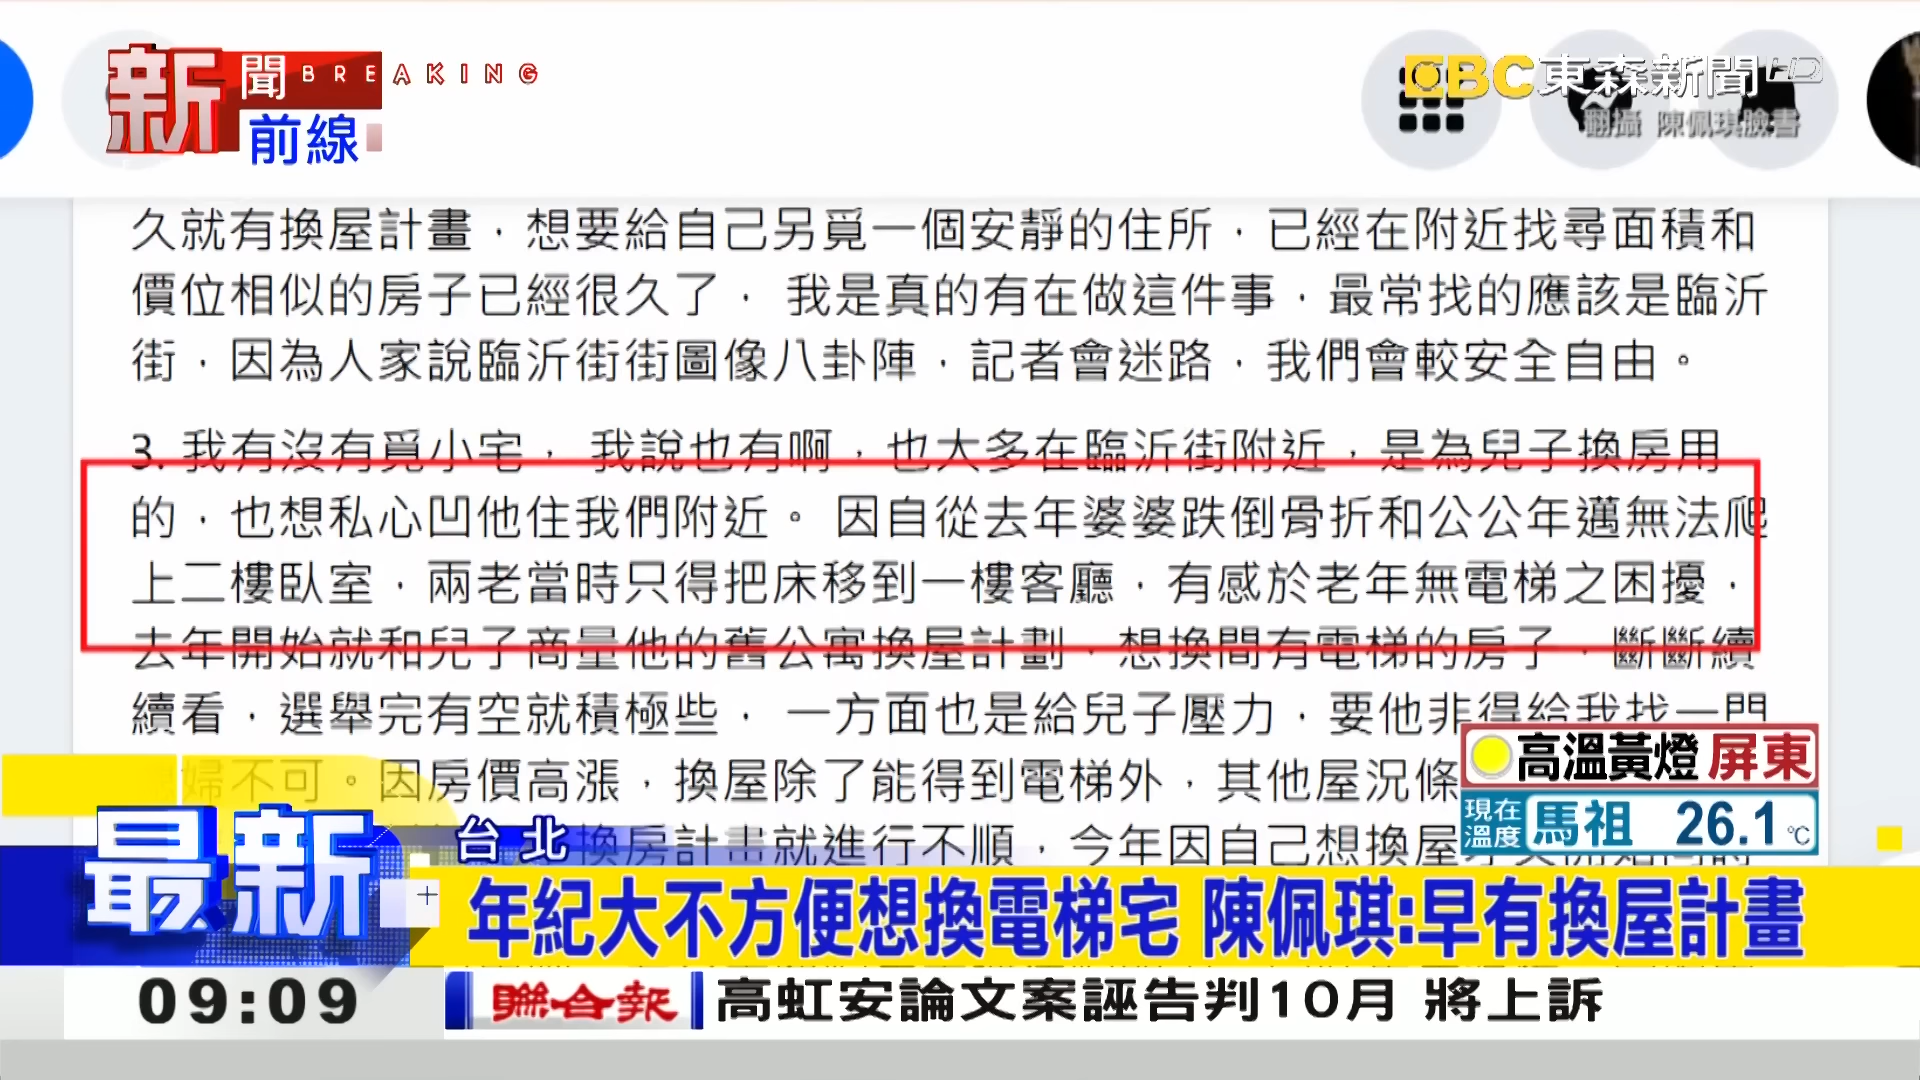 新聞 BREAKING
前線
EBC 東森新聞 HD
翻攝 陳佩琪臉書
久就有換屋計畫，想要給自己另覓一個安靜的住所，已經在附近找尋面積和
價位相似的房子已經很久了， 我是真的有在做這件事，最常找的應該是臨沂
街，因為人家說臨沂街街圖像八卦陣，記者會迷路，我們會較安全自由。
3. 我有沒有覓小宅， 我說也有啊，也大多在臨沂街附近，是為兒子換房用
的，也想私心凹他住我們附近。 因自從去年婆婆跌倒骨折和公公年邁無法爬
上二樓臥室，兩老當時只得把床移到一樓客廳，有感於老年無電梯之困擾，
去年開始就和兒子商量他的舊公寓換屋計劃，想換間有電梯的房子，斷斷續
續看，選舉完有空就積極些， 一方面也是給兒子壓力，要他非得給我找一門
婦不可。因房價高漲，換屋除了能得到電梯外，其他屋況條
換房計畫就進行不順，今年因自己想換屋
高溫黃燈 屏東
現在溫度 馬祖 26.1℃
最新
台北
年紀大不方便想換電梯宅 陳佩琪:早有換屋計畫
09:09
聯合報 高虹安論文案誣告判10月 將上訴